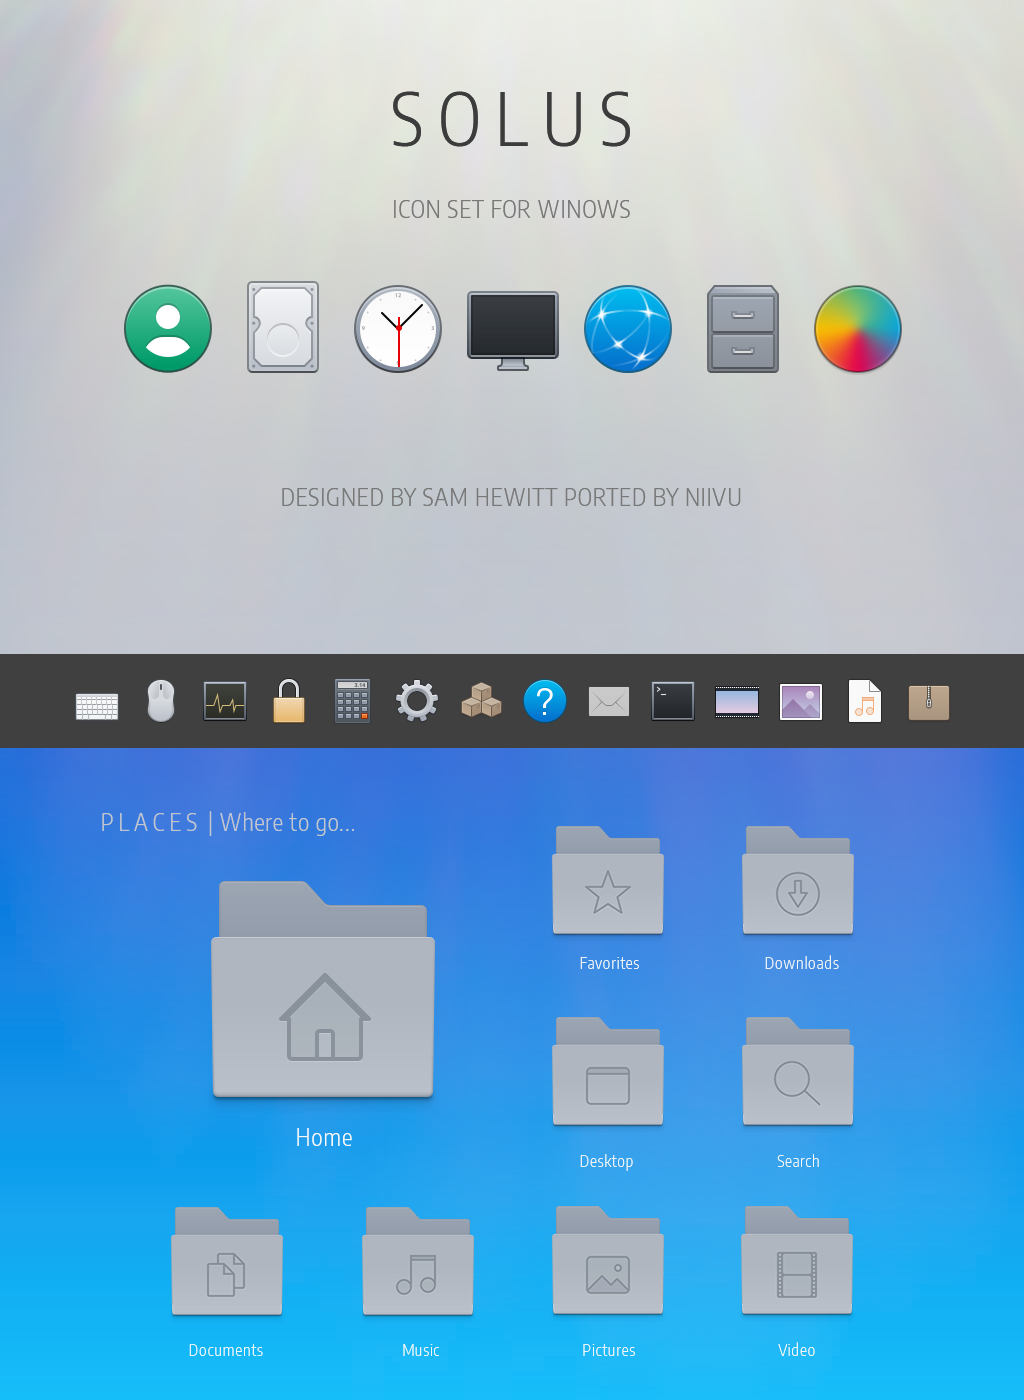 SOLUS
ICON SET FOR WINOWS
12
DESIGNED BY SAM HEWITT PORTED BY NIIVU
>_
?
PLACES | Where to go...
Favorites
Downloads
Home
Desktop
Search
Documents
Music
Pictures
Video